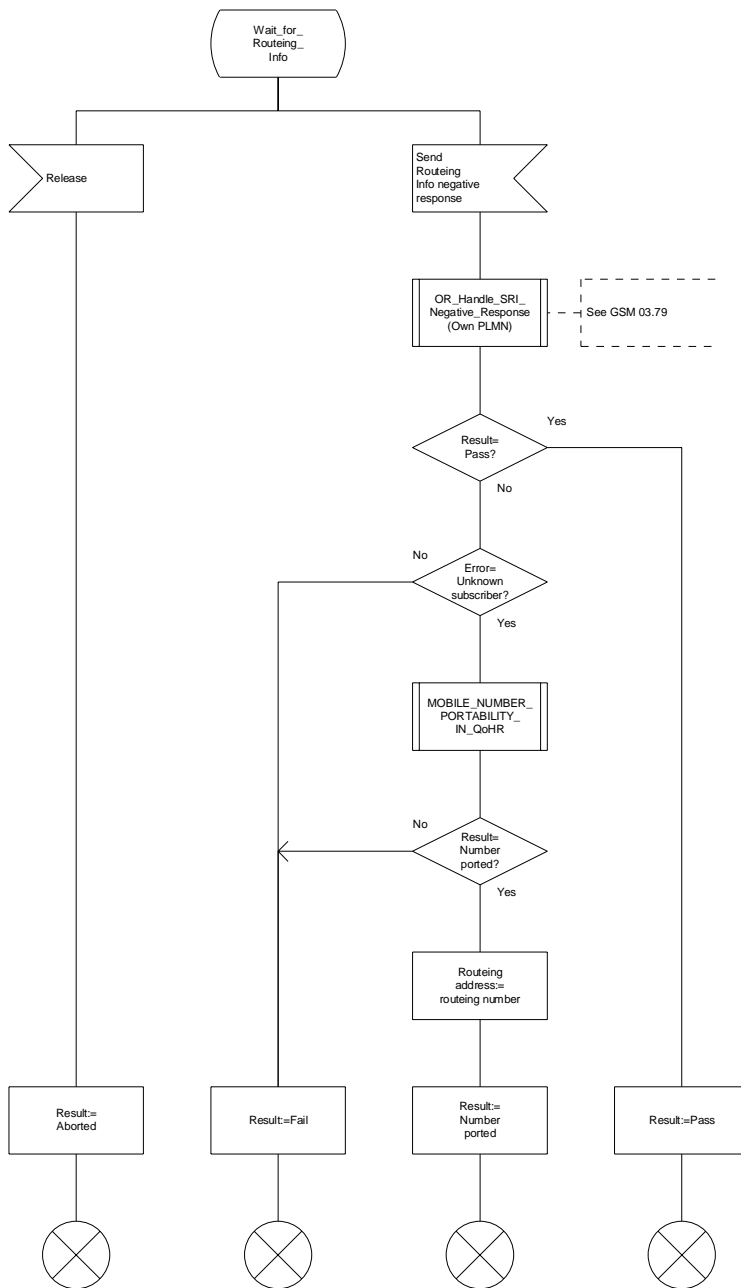 Wait_for_
Routeing_
Info
Release
Send
Routeing
Info negative
response
OR_Handle_SRI_
Negative_Response
(Own PLMN)
See GSM 03.79
Yes
Result=
Pass?
No
No
Error=
Unknown
subscriber?
Yes
MOBILE_NUMBER_
PORTABILITY_
IN_QoHR
No
Result=
Number
ported?
Yes
Routeing
address:=
routeing number
Result:=
Aborted
Result:=Fail
Result:=
Number
ported
Result:=Pass